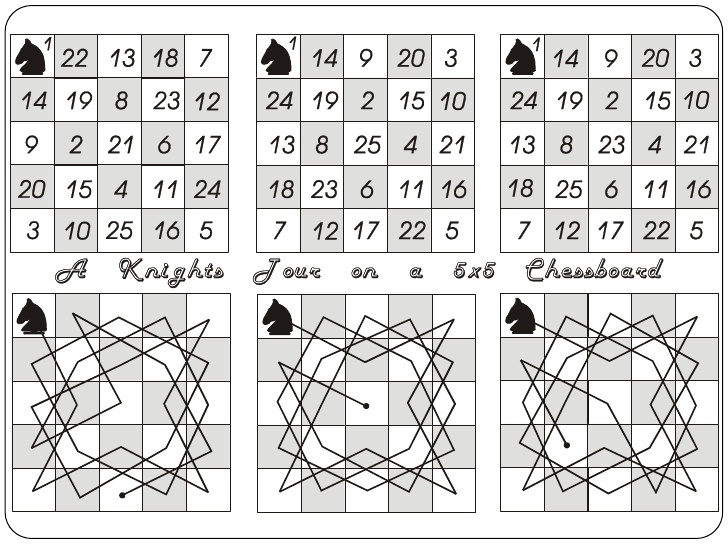 1 22 13 18 7 1 14 9 20 3 1 14 9 20 3
14 19 8 23 12 24 19 2 15 10 24 19 2 15 10
9 2 21 6 17 13 8 25 4 21 13 8 23 4 21
20 15 4 11 24 18 23 6 11 16 18 25 6 11 16
3 10 25 16 5 7 12 17 22 5 7 12 17 22 5
A Knights Tour on a 5x5 Chessboard